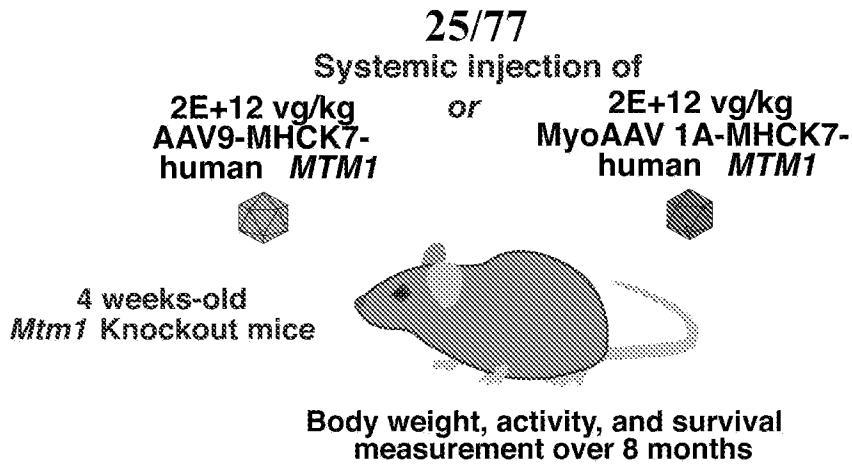 25/77
Systemic injection of
2E+12 vg/kg
AAV9-MHCK7-
human MTM1
or
2E+12 vg/kg
MyoAAV 1A-MHCK7-
human MTM1
4 weeks-old
Mtm1 Knockout mice
Body weight, activity, and survival
measurement over 8 months